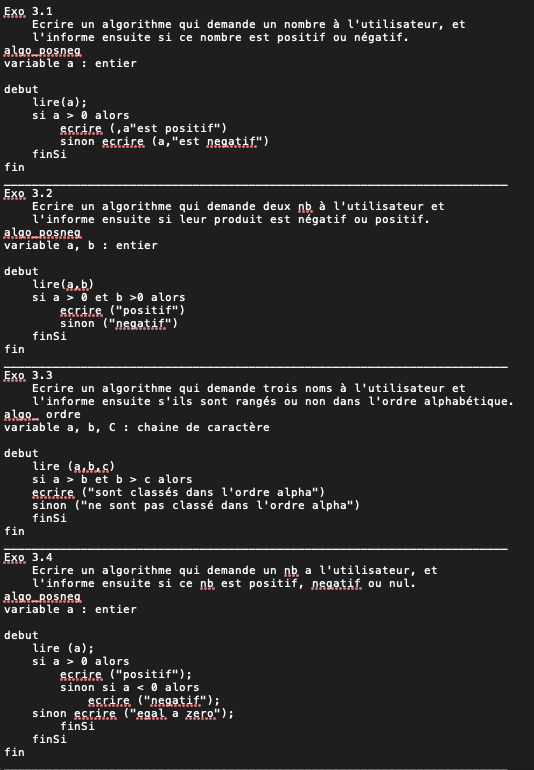 Exo 3.1
Ecrire un algorithme qui demande un nombre à l'utilisateur, et
l'informe ensuite si ce nombre est positif ou négatif.
algo_posneg
variable a : entier
debut
lire(a);
si a > 0 alors
ecrire (,a"est positif")
sinon ecrire (a,"est negatif")
finSi
fin
Exo 3.2
Ecrire un algorithme qui demande deux nb à l'utilisateur et
l'informe ensuite si leur produit est négatif ou positif.
algo_posneg
variable a, b : entier
debut
lire(a,b)
si a > 0 et b >0 alors
ecrire ("positif")
sinon ("negatif")
finSi
fin
Exo 3.3
Ecrire un algorithme qui demande trois noms à l'utilisateur et
l'informe ensuite s'ils sont rangés ou non dans l'ordre alphabétique.
algo_ ordre
variable a, b, C : chaine de caractère
debut
lire (a,b,c)
si a > b et b > c alors
ecrire ("sont classés dans l'ordre alpha")
sinon ("ne sont pas classé dans l'ordre alpha")
finSi
fin
Exo 3.4
Ecrire un algorithme qui demande un nb a l'utilisateur, et
l'informe ensuite si ce nb est positif, negatif ou nul.
algo_posneg
variable a : entier
debut
lire (a);
si a > 0 alors
ecrire ("positif");
sinon si a < 0 alors
ecrire ("negatif");
sinon ecrire ("egal a zero");
finSi
finSi
fin